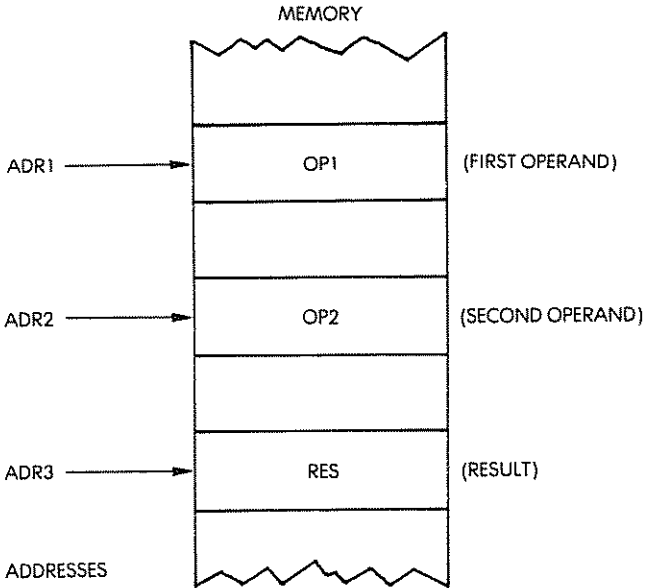 MEMORY
ADR1
OP1
(FIRST OPERAND)
ADR2
OP2
(SECOND OPERAND)
ADR3
RES
(RESULT)
ADDRESSES